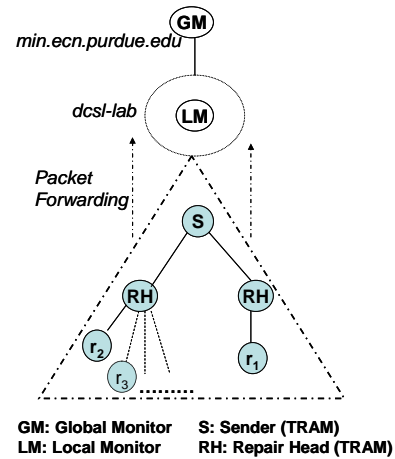 GM
min.ecn.purdue.edu
dcsl-lab
LM
Packet
Forwarding
S
RH RH
r2
r3 ......... r1
GM: Global Monitor S: Sender (TRAM)
LM: Local Monitor RH: Repair Head (TRAM)